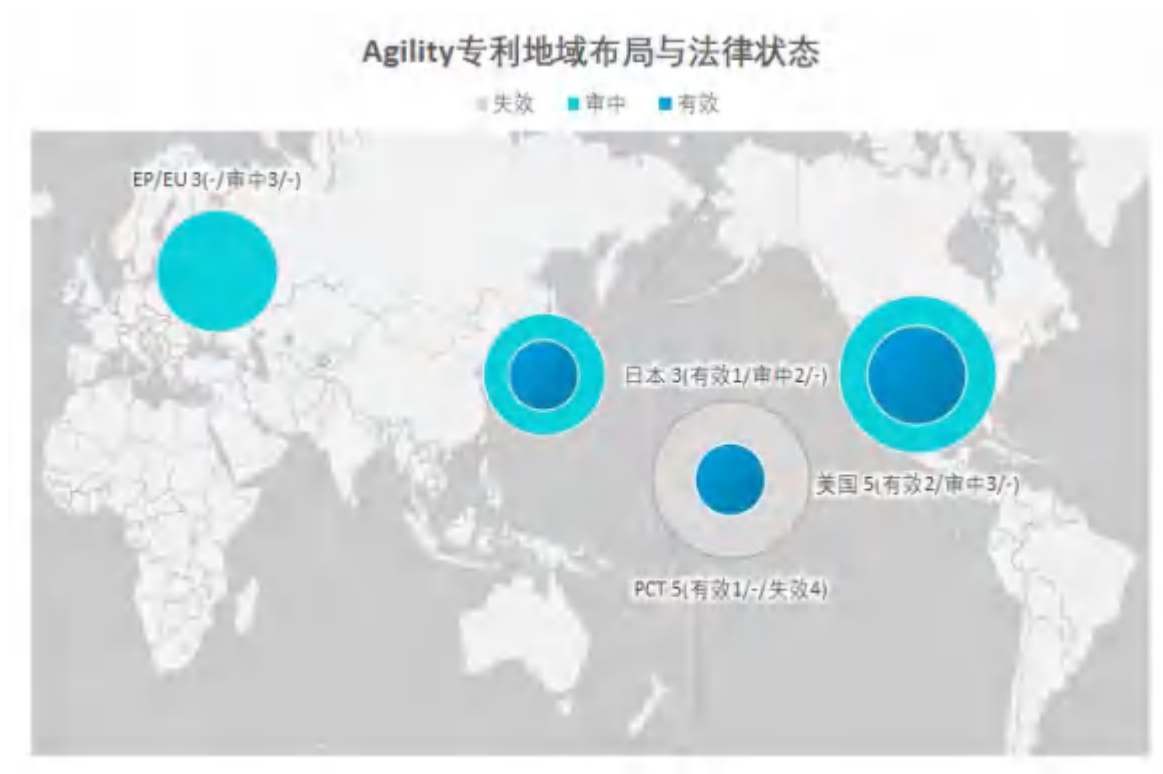 Agility专利地域布局与法律状态
失效 审中 有效
EP/EU 3(-/审中3/-)
日本 3(有效1/审中2/-)
美国 5(有效2/审中3/-)
PCT 5(有效1/-/失效4)